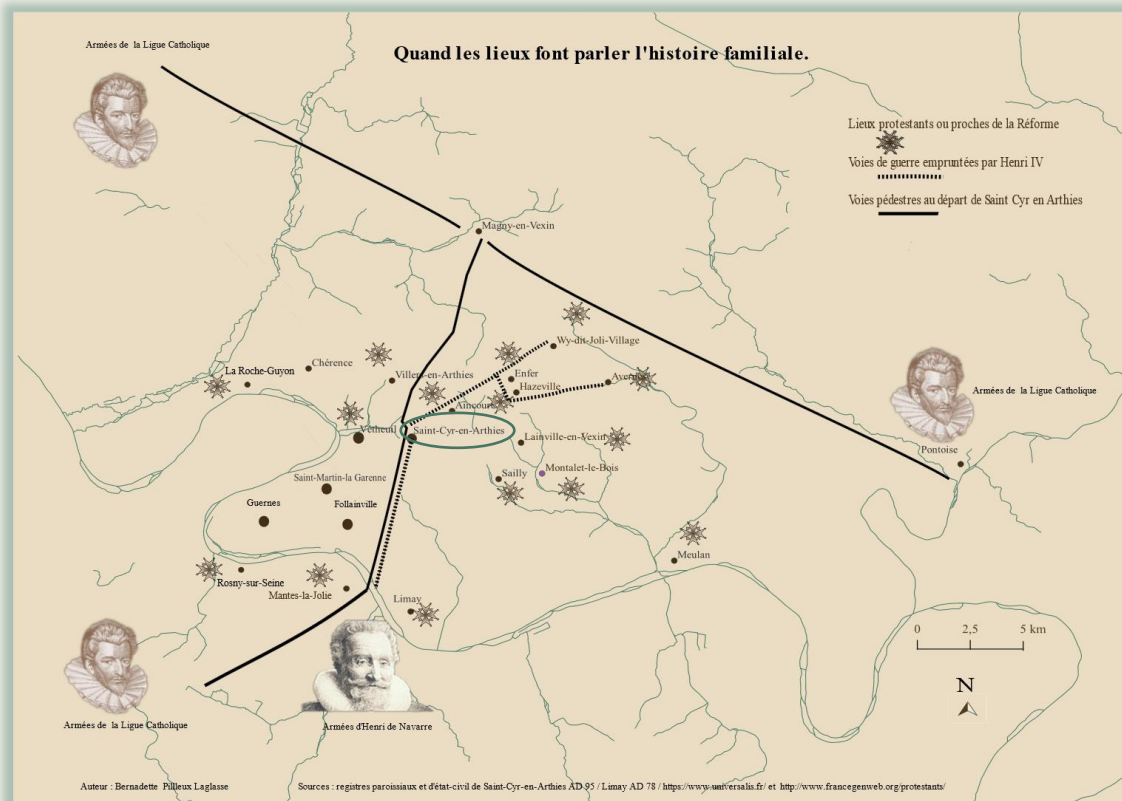 Quand les lieux font parler l'histoire familiale.
Armées de la Ligue Catholique
Lieux protestants ou proches de la Réforme
Voies de guerre empruntées par Henri IV
Voies pédestres au départ de Saint Cyr en Arthies
Magny-en-Vexin
Wy-dit-Joli-Village
Chérence
La Roche-Guyon
Villers-en-Arthies
Enfer
Hazeville
Avernes
Armées de la Ligue Catholique
Aincourt
Vétheuil
Saint-Cyr-en-Arthies
Lainville-en-Vexin
Pontoise
Sailly
Montalet-le-Bois
Saint-Martin-la Garenne
Guernes
Follainville
Meulan
Rosny-sur-Seine
Mantes-la-Jolie
Limay
0 2,5 5 km
N
Armées de la Ligue Catholique
Armées d'Henri de Navarre
Auteur : Bernadette Pilleux Laglasse
Sources : registres paroissiaux et d'état-civil de Saint-Cyr-en-Arthies AD 95 / Limay AD 78 / https://www.universalis.fr/ et http://www.francegenweb.org/protestants/